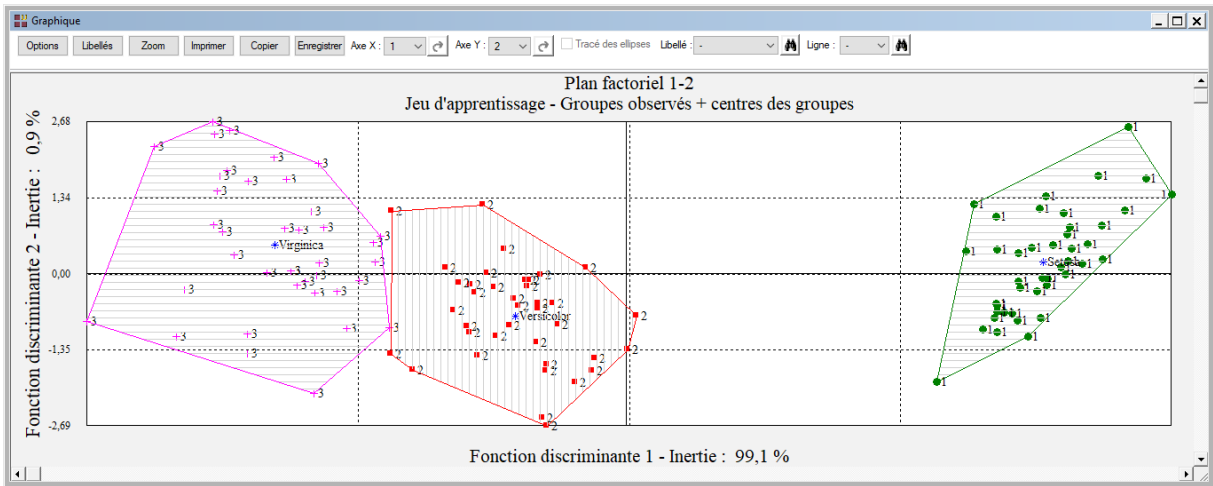 Graphique
Options Libellés Zoom Imprimer Copier Enregistrer Axe X : 1 Axe Y : 2 Tracé des ellipses Libellé : - Ligne : -
Plan factoriel 1-2
Jeu d'apprentissage - Groupes observés + centres des groupes
Fonction discriminante 2 - Inertie : 0,9 %
2,68
1,34
0,00
-1,35
-2,69
Virginica
Versicolor
Setosa
Fonction discriminante 1 - Inertie : 99,1 %